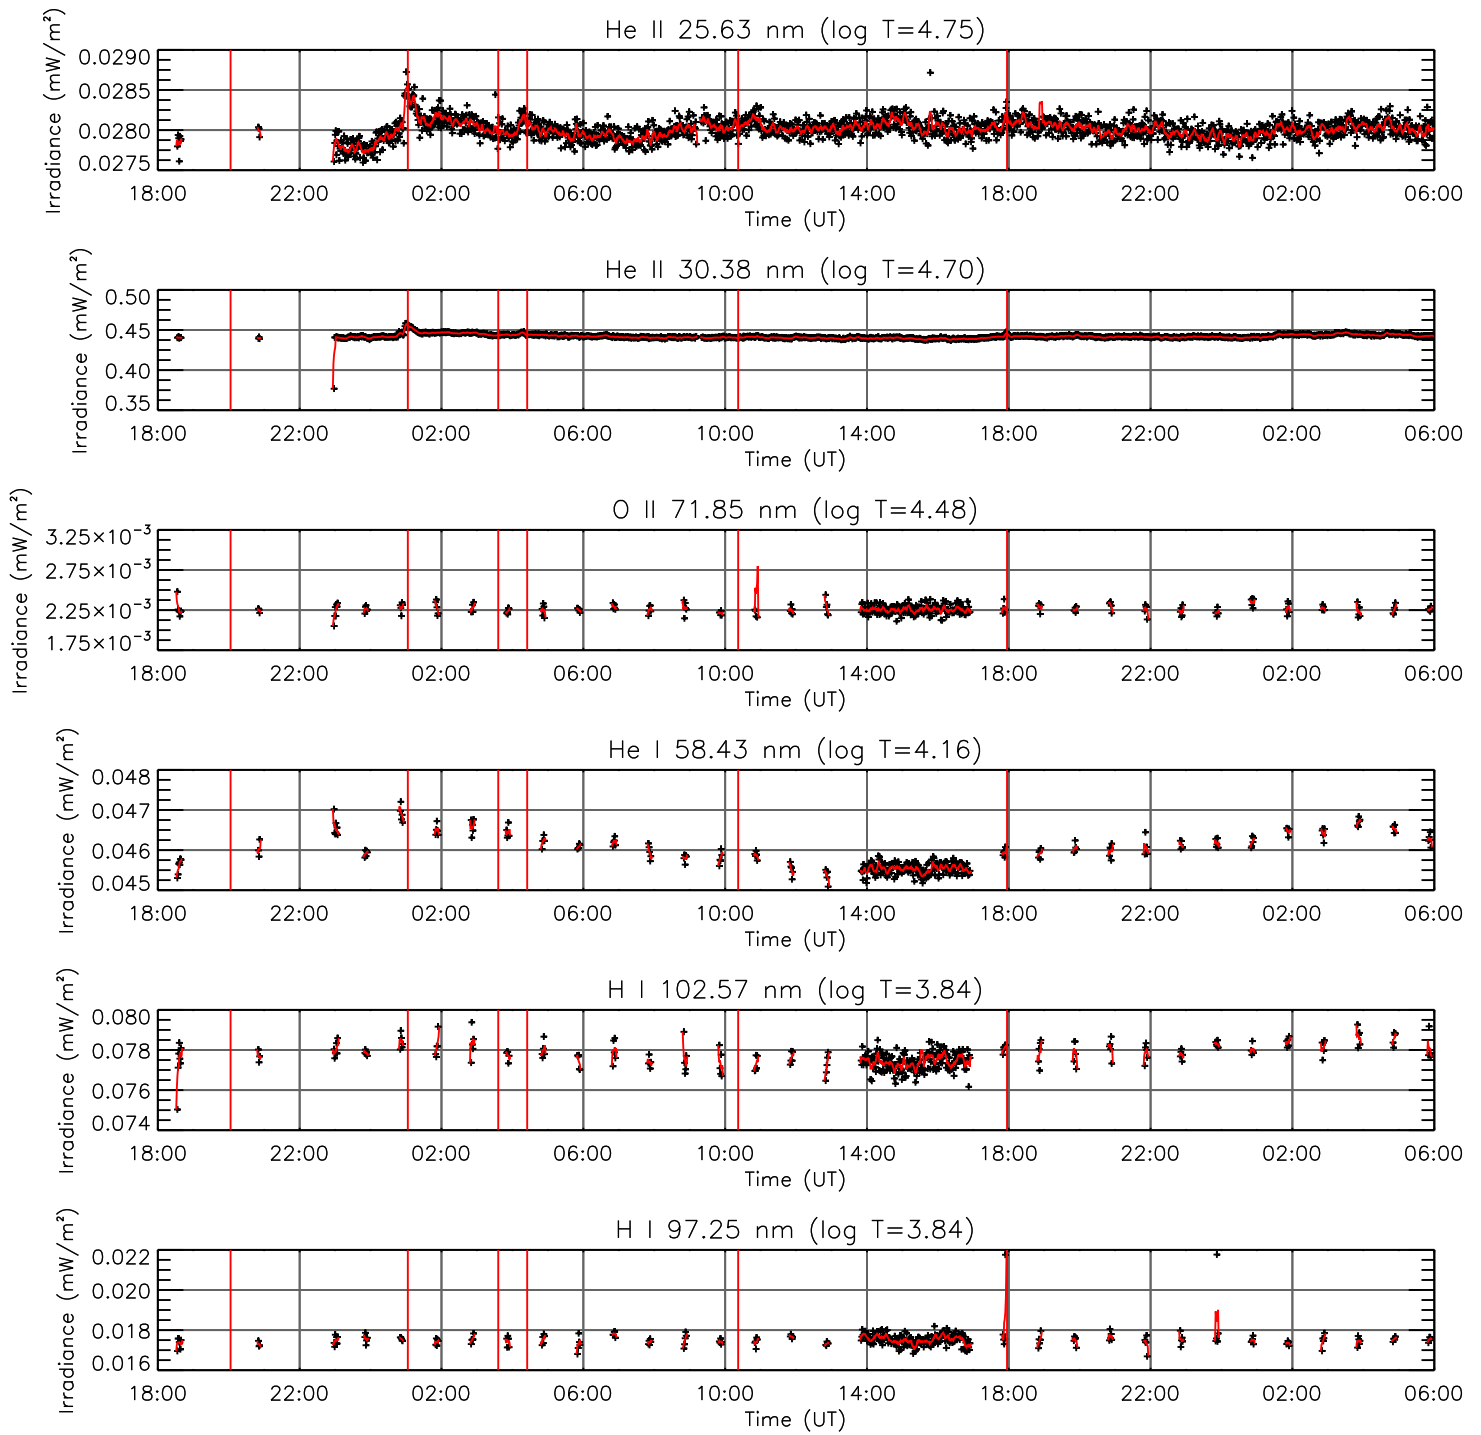 He II 25.63 nm (log T=4.75)
Irradiance (mW/m²)
0.0290
0.0285
0.0280
0.0275
18:00 22:00 02:00 06:00 10:00 14:00 18:00 22:00 02:00 06:00
Time (UT)
He II 30.38 nm (log T=4.70)
Irradiance (mW/m²)
0.50
0.45
0.40
0.35
18:00 22:00 02:00 06:00 10:00 14:00 18:00 22:00 02:00 06:00
Time (UT)
O II 71.85 nm (log T=4.48)
Irradiance (mW/m²)
3.25×10⁻³
2.75×10⁻³
2.25×10⁻³
1.75×10⁻³
18:00 22:00 02:00 06:00 10:00 14:00 18:00 22:00 02:00 06:00
Time (UT)
He I 58.43 nm (log T=4.16)
Irradiance (mW/m²)
0.048
0.047
0.046
0.045
18:00 22:00 02:00 06:00 10:00 14:00 18:00 22:00 02:00 06:00
Time (UT)
H I 102.57 nm (log T=3.84)
Irradiance (mW/m²)
0.080
0.078
0.076
0.074
18:00 22:00 02:00 06:00 10:00 14:00 18:00 22:00 02:00 06:00
Time (UT)
H I 97.25 nm (log T=3.84)
Irradiance (mW/m²)
0.022
0.020
0.018
0.016
18:00 22:00 02:00 06:00 10:00 14:00 18:00 22:00 02:00 06:00
Time (UT)